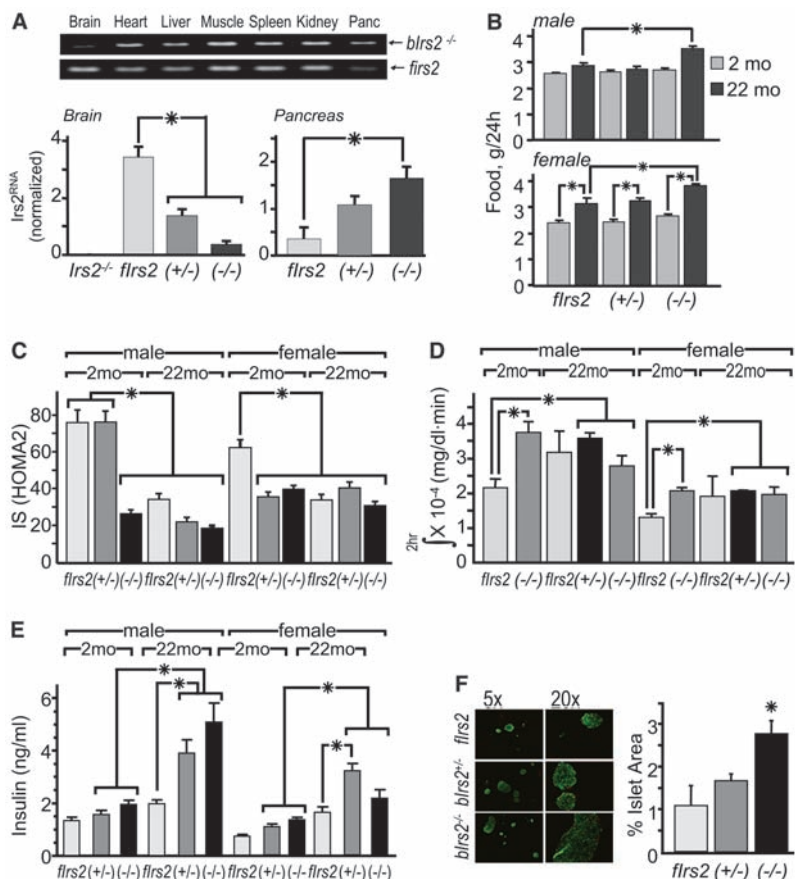 A
Brain Heart Liver Muscle Spleen Kidney Panc
bIrs2 -/-
firs2
Brain
Irs2RNA
(normalized)
4
2
0
*
Irs2-/- fIrs2 (+/-) (-/-)
Pancreas
2
1
0
*
fIrs2 (+/-) (-/-)
B
male
Food, g/24h
4
3
2
1
0
*
2 mo
22 mo
female
4
3
2
1
0
* * * *
fIrs2 (+/-) (-/-)
C
male female
2mo 22mo 2mo 22mo
* *
IS (HOMA2)
80
60
40
20
0
fIrs2(+/-)(-/-) fIrs2(+/-)(-/-) fIrs2(+/-)(-/-) fIrs2(+/-)(-/-)
D
male female
2mo 22mo 2mo 22mo
* * * *
2hr ∫ X 10-4 (mg/dl·min)
4
3
2
1
0
fIrs2 (-/-) fIrs2(+/-)(-/-) fIrs2 (-/-) fIrs2(+/-) (-/-)
E
male female
2mo 22mo 2mo 22mo
* * * *
Insulin (ng/ml)
6
4
2
0
fIrs2(+/-)(-/-) fIrs2(+/-)(-/-) fIrs2 (+/-)(-/- fIrs2(+/-)(-/-)
F
5x 20x
fIrs2
bIrs2+/-
bIrs2-/-
% Islet Area
3
2
1
0
*
fIrs2 (+/-) (-/-)